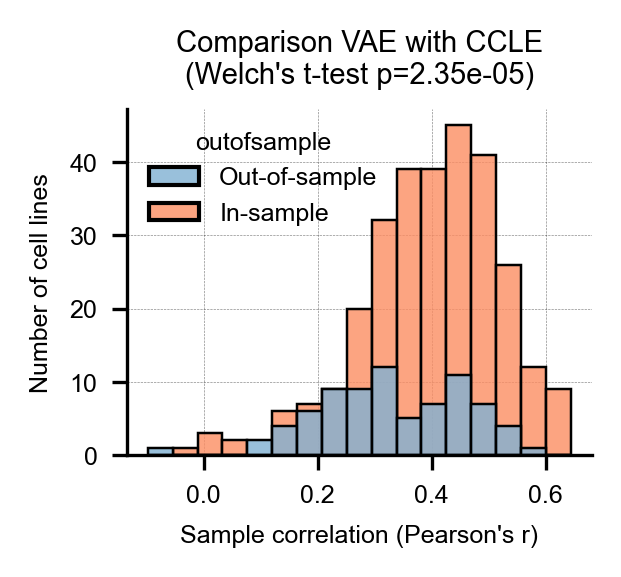 Comparison VAE with CCLE
(Welch's t-test p=2.35e-05)
outofsample
Out-of-sample
In-sample
Number of cell lines
40
30
20
10
0
0.0 0.2 0.4 0.6
Sample correlation (Pearson's r)